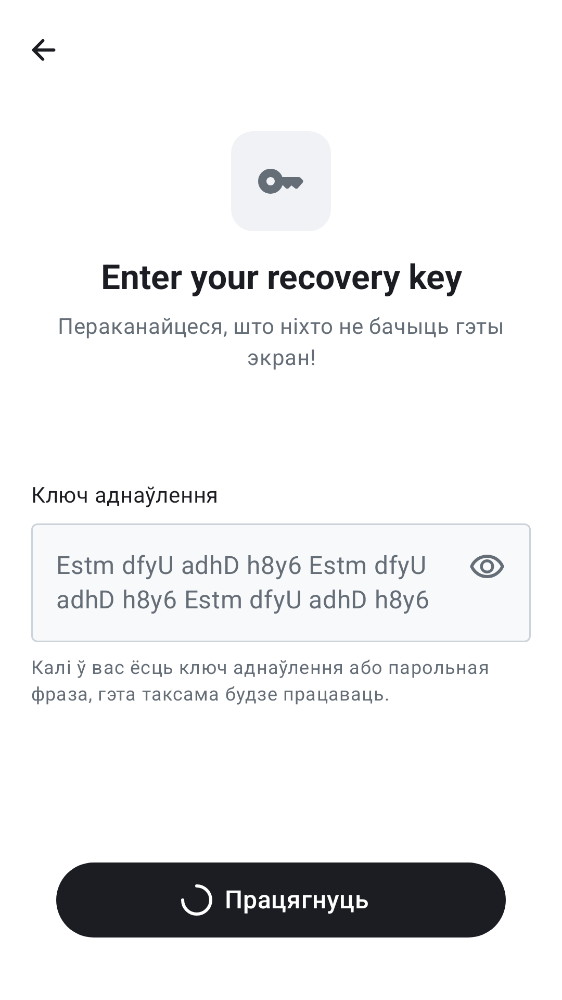 Enter your recovery key
Пераканайцеся, што ніхто не бачыць гэты
экран!
Ключ аднаўлення
Estm dfyU adhD h8y6 Estm dfyU
adhD h8y6 Estm dfyU adhD h8y6
Калі ў вас ёсць ключ аднаўлення або парольная
фраза, гэта таксама будзе працаваць.
Працягнуць